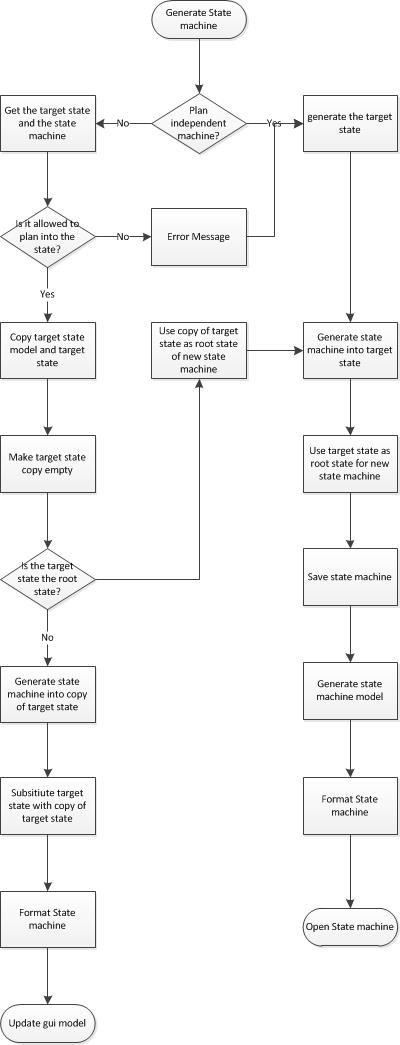 Generate State
machine
Get the target state
and the state
machine
No
Plan
independent
machine?
Yes
generate the target
state
Is it allowed to
plan into the
state?
No
Error Message
Yes
Copy target state
model and target
state
Use copy of target
state as root state
of new state
machine
Generate state
machine into target
state
Make target state
copy empty
Use target state as
root state for new
state machine
Is the target
state the root
state?
Save state machine
No
Generate state
machine into copy
of target state
Generate state
machine model
Subsitiute target
state with copy of
target state
Format State
machine
Format State
machine
Open State machine
Update gui model